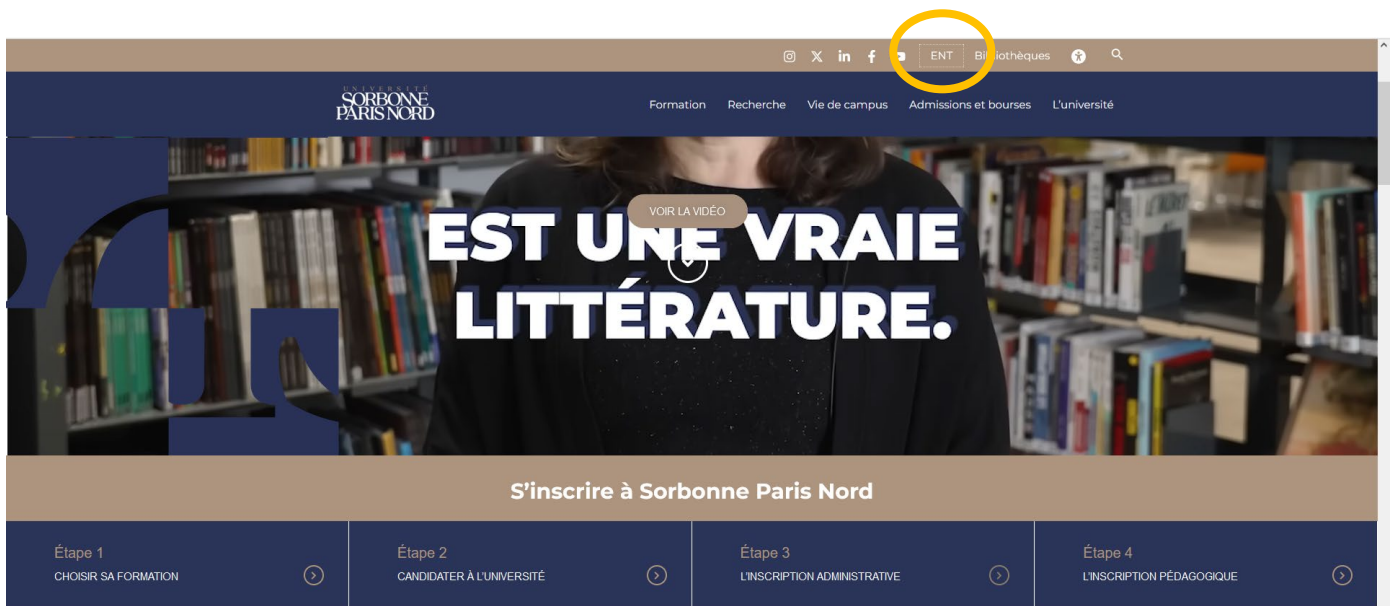 ENT Bibliothèques
UNIVERSITÉ
SORBONNE
PARIS NORD
Formation Recherche Vie de campus Admissions et bourses L'université
VOIR LA VIDÉO
EST UNE VRAIE
LITTÉRATURE.
S'inscrire à Sorbonne Paris Nord
Étape 1
CHOISIR SA FORMATION
Étape 2
CANDIDATER À L'UNIVERSITÉ
Étape 3
L'INSCRIPTION ADMINISTRATIVE
Étape 4
L'INSCRIPTION PÉDAGOGIQUE